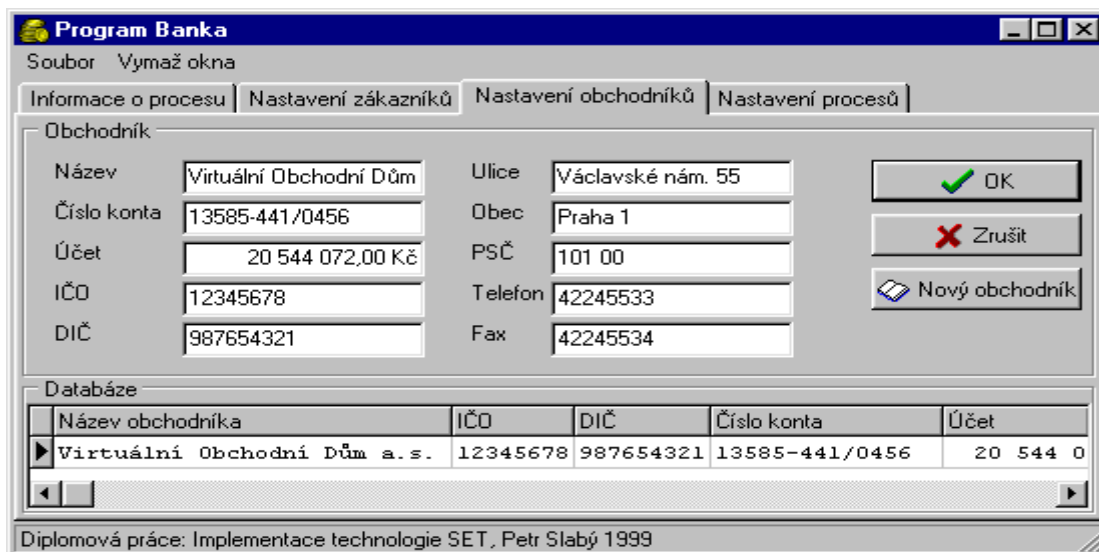 Program Banka
Soubor Vymaž okna
Informace o procesu Nastavení zákazníků Nastavení obchodníků Nastavení procesů
Obchodník
Název Virtuální Obchodní Dům Ulice Václavské nám. 55 OK
Číslo konta 13585-441/0456 Obec Praha 1 Zrušit
Účet 20 544 072,00 Kč PSČ 101 00
IČO 12345678 Telefon 42245533 Nový obchodník
DIČ 987654321 Fax 42245534
Databáze
Název obchodníka IČO DIČ Číslo konta Účet
Virtuální Obchodní Dům a.s. 12345678 987654321 13585-441/0456 20 544 0
Diplomová práce: Implementace technologie SET, Petr Slabý 1999